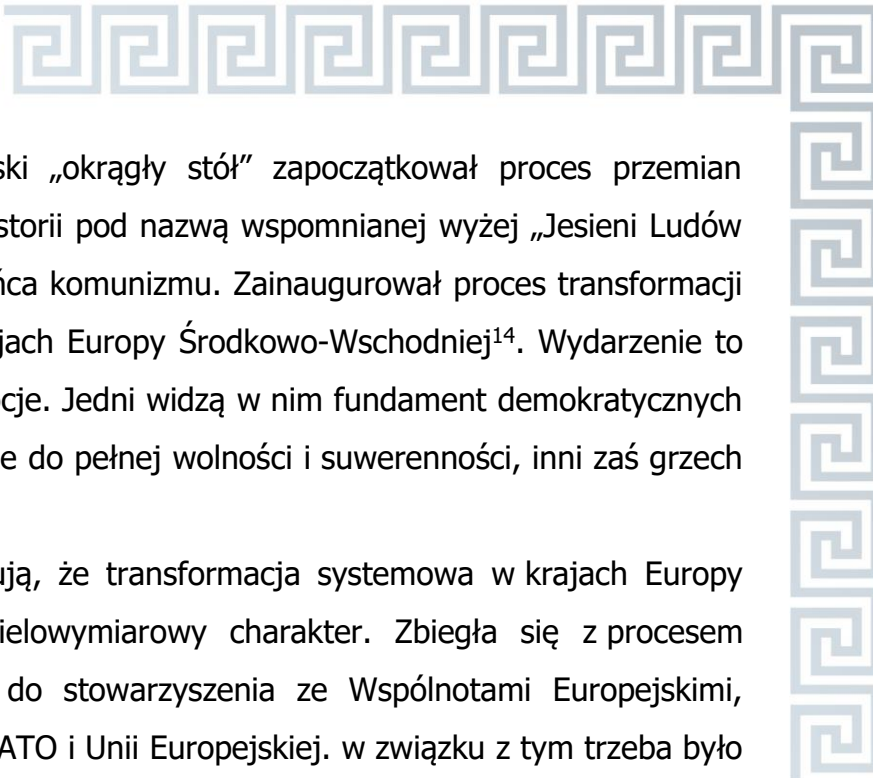 ski „okrągły stół” zapoczątkował proces przemian
storii pod nazwą wspomnianej wyżej „Jesieni Ludów
ńca komunizmu. Zainaugurował proces transformacji
jach Europy Środkowo-Wschodniej¹⁴. Wydarzenie to
cje. Jedni widzą w nim fundament demokratycznych
e do pełnej wolności i suwerenności, inni zaś grzech
ują, że transformacja systemowa w krajach Europy
ielowymiarowy charakter. Zbiegła się z procesem
do stowarzyszenia ze Wspólnotami Europejskimi,
ATO i Unii Europejskiej. w związku z tym trzeba było